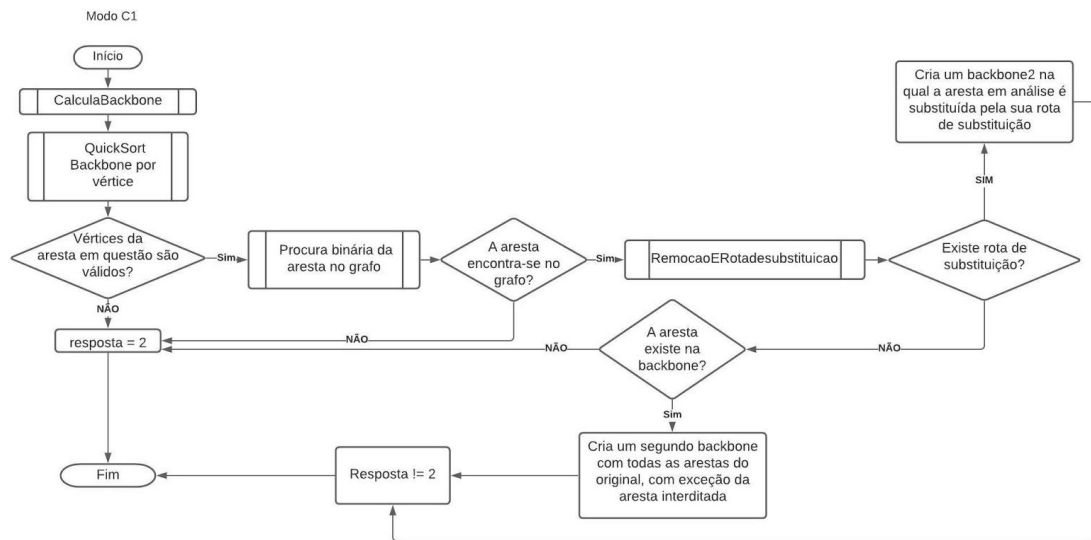 Modo C1
Início
CalculaBackbone
QuickSort
Backbone por
vértice
Vértices da
aresta em questão são
válidos?
Sim
NÃO
resposta = 2
Fim
Procura binária da
aresta no grafo
A aresta
encontra-se no
grafo?
Sim
NÃO
RemocaoERotadesubstituicao
Existe rota de
substituição?
SIM
NÃO
Cria um backbone2 na
qual a aresta em análise é
substituída pela sua rota
de substituição
A aresta
existe na
backbone?
NÃO
Sim
Cria um segundo backbone
com todas as arestas do
original, com exceção da
aresta interditada
Resposta != 2